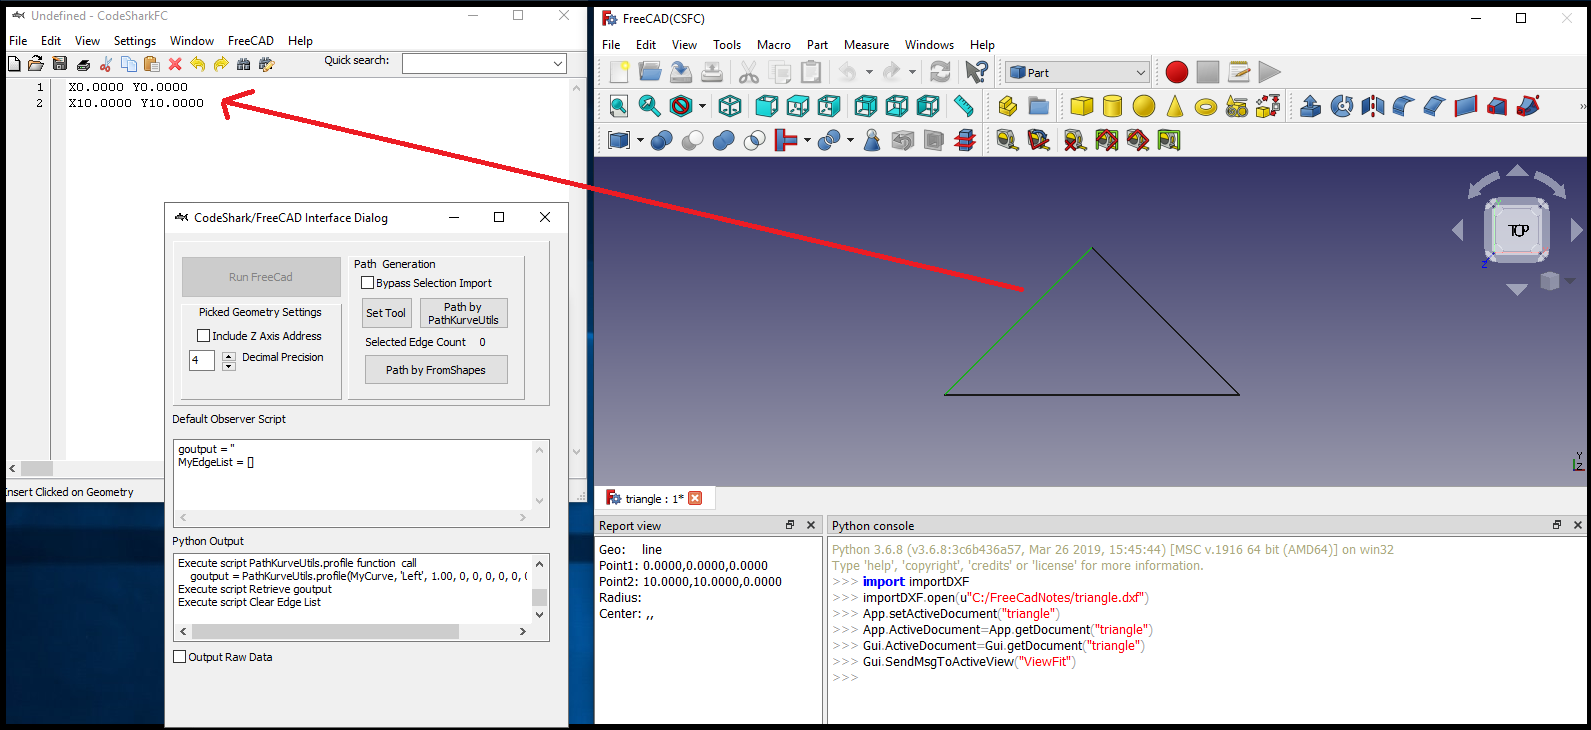 Undefined - CodeSharkFC
File Edit View Settings Window FreeCAD Help
Quick search:
1 X0.0000 Y0.0000
2 X10.0000 Y10.0000
Insert Clicked on Geometry
CodeShark/FreeCAD Interface Dialog
Run FreeCad
Picked Geometry Settings
Include Z Axis Address
4 Decimal Precision
Path Generation
Bypass Selection Import
Set Tool
Path by
PathKurveUtils
Selected Edge Count 0
Path by FromShapes
Default Observer Script
goutput = ''
MyEdgeList = []
Python Output
Execute script PathKurveUtils.profile function call
goutput = PathKurveUtils.profile(MyCurve, 'Left', 1.00, 0, 0, 0, 0, 0, 0
Execute script Retrieve goutput
Execute script Clear Edge List
Output Raw Data
FreeCAD(CSFC)
File Edit View Tools Macro Part Measure Windows Help
Part
TOP
Z
Y
Z
triangle : 1*
Report view
Geo: line
Point1: 0.0000,0.0000,0.0000
Point2: 10.0000,10.0000,0.0000
Radius:
Center: ,,
Python console
Python 3.6.8 (v3.6.8:3c6b436a57, Mar 26 2019, 15:45:44) [MSC v.1916 64 bit (AMD64)] on win32
Type 'help', 'copyright', 'credits' or 'license' for more information.
>>> import importDXF
>>> importDXF.open(u"C:/FreeCadNotes/triangle.dxf")
>>> App.setActiveDocument("triangle")
>>> App.ActiveDocument=App.getDocument("triangle")
>>> Gui.ActiveDocument=Gui.getDocument("triangle")
>>> Gui.SendMsgToActiveView("ViewFit")
>>>